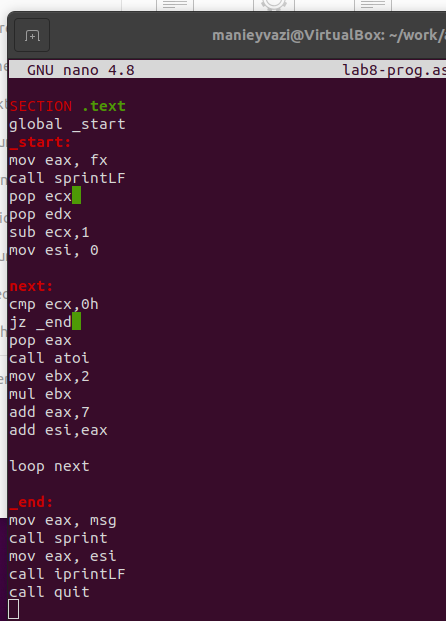 manieyvazi@VirtualBox: ~/work/
GNU nano 4.8 lab8-prog.as
SECTION .text
global _start
_start:
mov eax, fx
call sprintLF
pop ecx
pop edx
sub ecx,1
mov esi, 0
next:
cmp ecx,0h
jz _end
pop eax
call atoi
mov ebx,2
mul ebx
add eax,7
add esi,eax
loop next
_end:
mov eax, msg
call sprint
mov eax, esi
call iprintLF
call quit